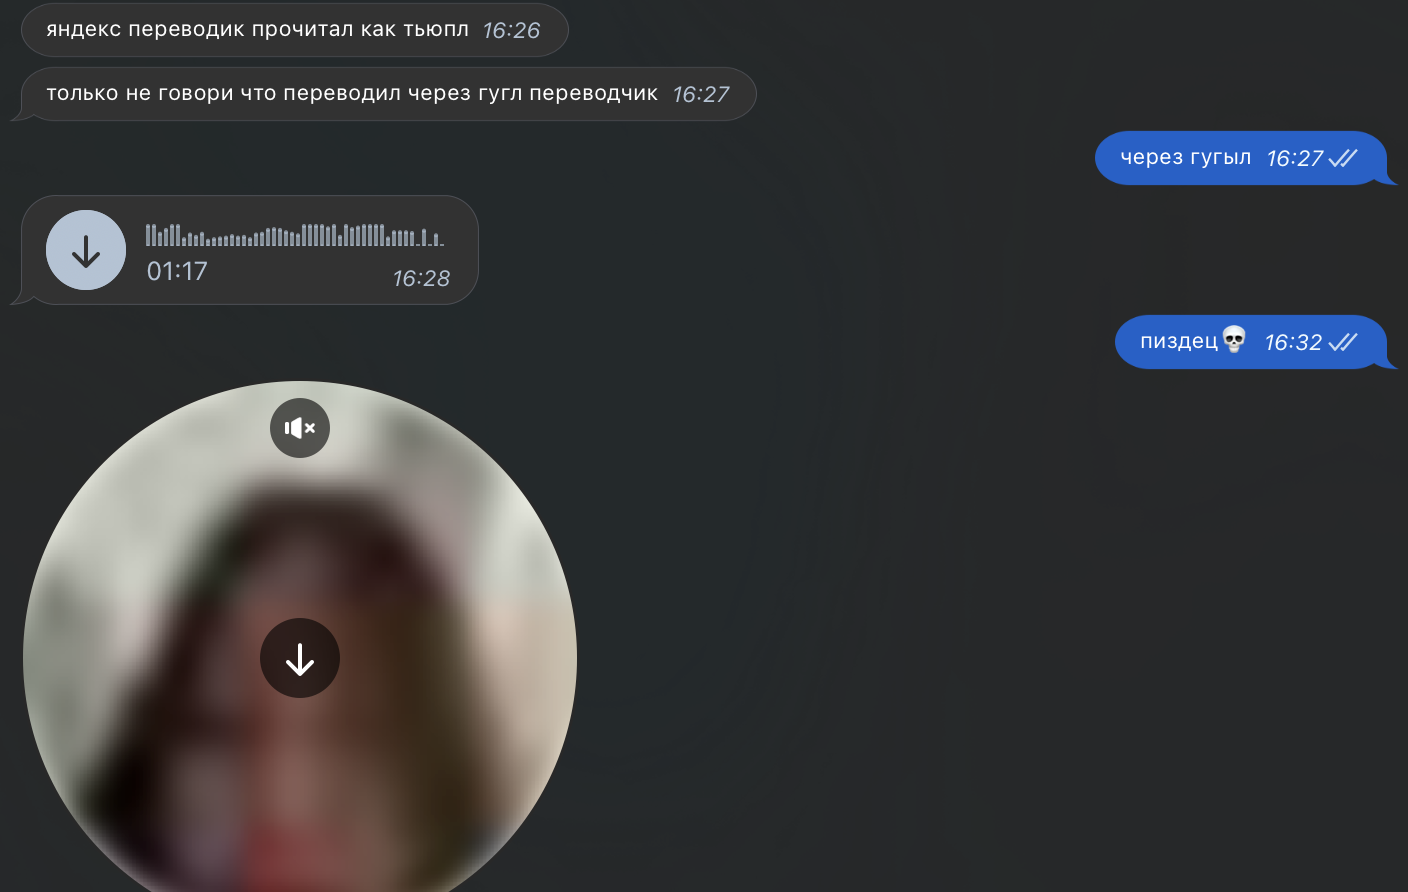 яндекс переводик прочитал как тьюпл 16:26
только не говори что переводил через гугл переводчик 16:27
через гугыл 16:27
01:17 16:28
пиздец💀 16:32